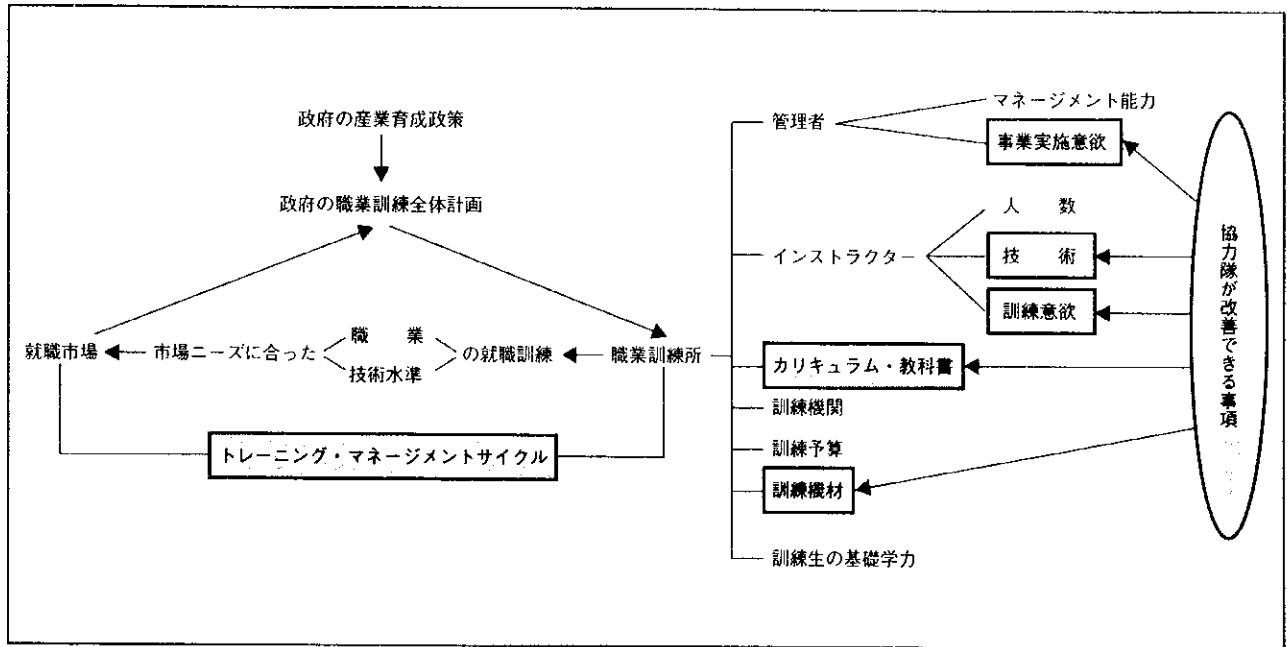 政府の産業育成政策
政府の職業訓練全体計画
就職市場
市場ニーズに合った
職 業
技術水準
の就職訓練
職業訓練所
トレーニング・マネージメントサイクル
管理者
マネージメント能力
事業実施意欲
インストラクター
人 数
技 術
訓練意欲
カリキュラム・教科書
訓練機関
訓練予算
訓練機材
訓練生の基礎学力
協力隊が改善できる事項